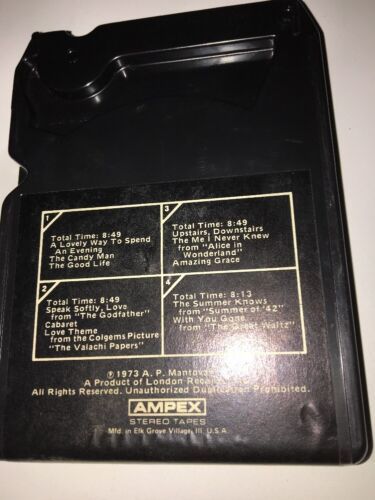 1
Total Time: 8:49
A Lovely Way To Spend
An Evening
The Candy Man
The Good Life
2
Total Time: 8:49
Speak Softly, Love
from "The Godfather"
Cabaret
Love Theme
from the Colgems Picture
"The Valachi Papers"
3
Total Time: 8:49
Upstairs, Downstairs
The Me I Never Knew
from "Alice in
Wonderland"
Amazing Grace
4
Total Time: 8:13
The Summer Knows
from "Summer of '42"
With You Gone
from "The Great Waltz"
℗ 1973 A. P. Mantovani
A Product of London Records
All Rights Reserved. Unauthorized Duplication Prohibited.
AMPEX
STEREO TAPES
Mfd. in Elk Grove Village, Ill. U.S.A.